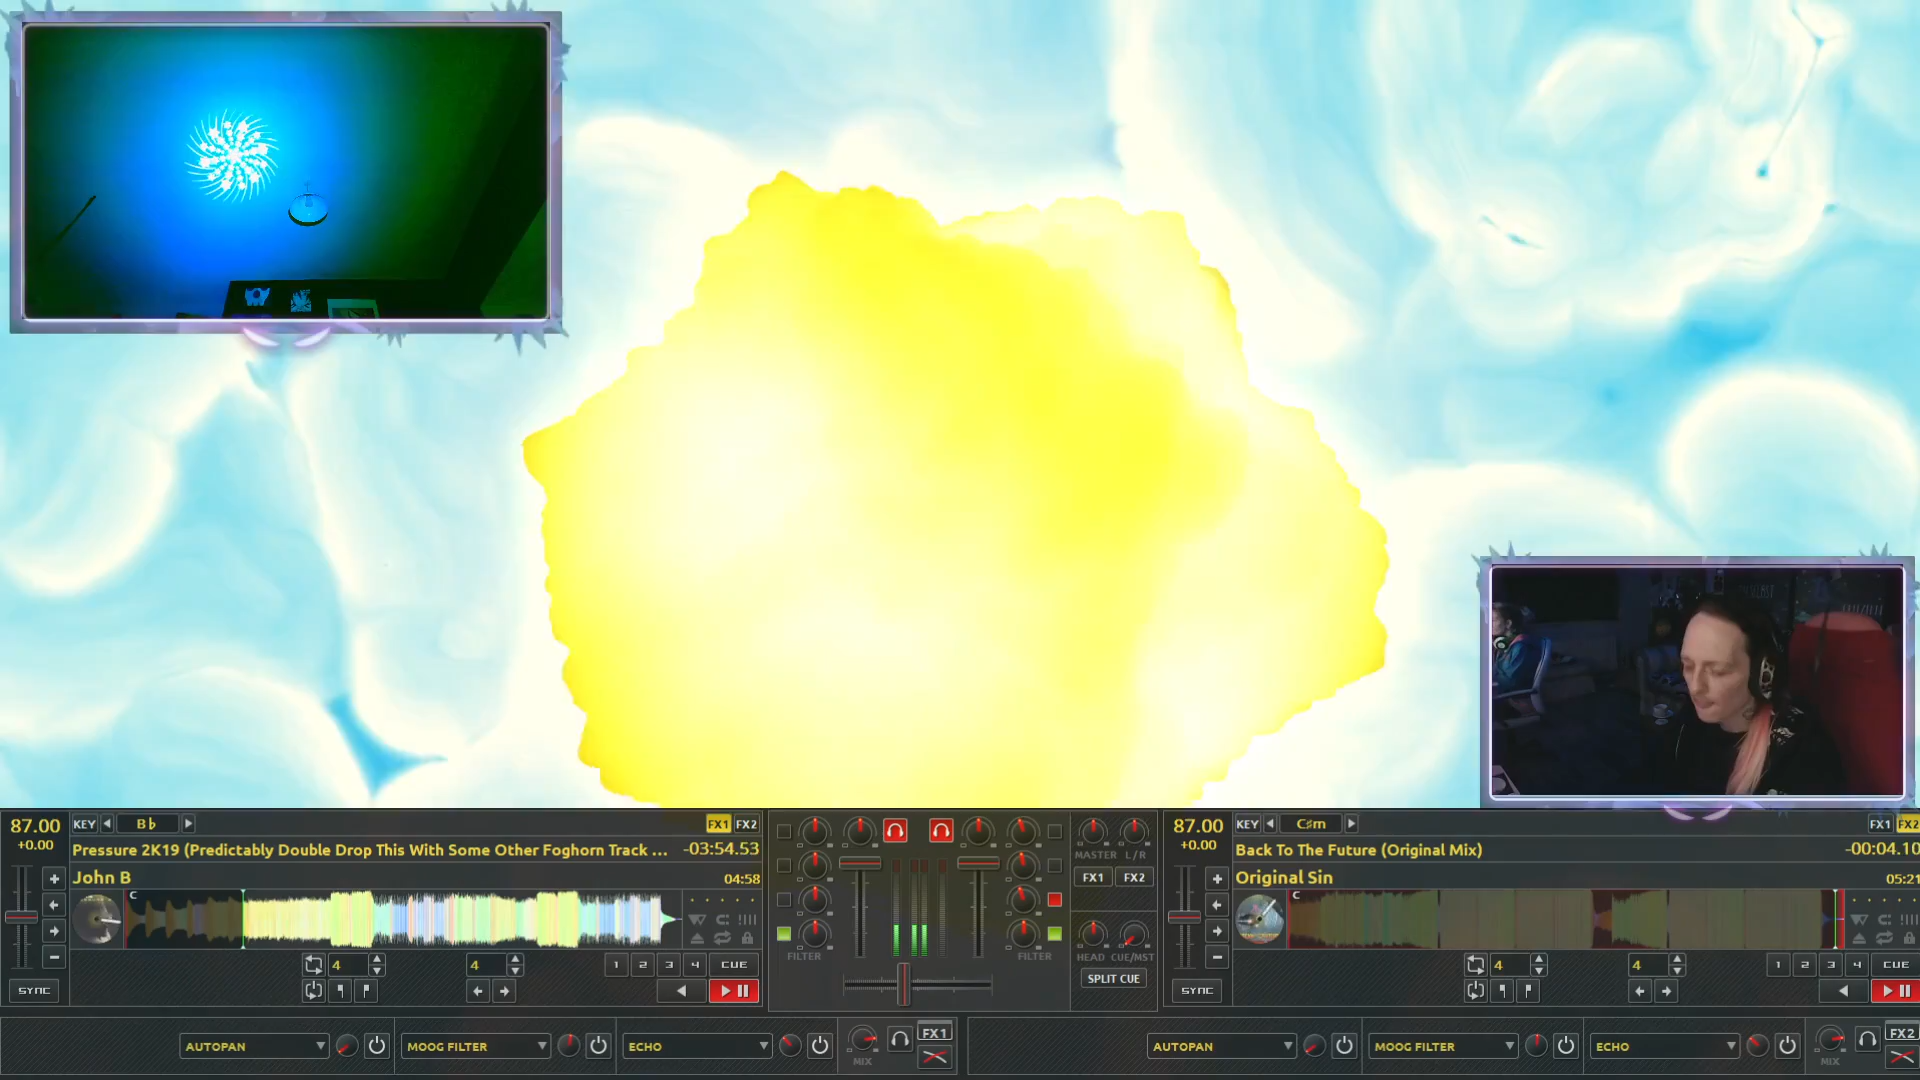 87.00
+0.00
KEY
B♭
FX1 FX2
Pressure 2K19 (Predictably Double Drop This With Some Other Foghorn Track ... -03:54.53
John B
04:58
C
4
4
1 2 3 4 CUE
SYNC
FILTER
FILTER
MASTER L/R
FX1 FX2
HEAD CUE/MST
SPLIT CUE
87.00
+0.00
KEY
C♯m
FX1 FX2
Back To The Future (Original Mix) -00:04.10
Original Sin
05:21
C
4
4
1 2 3 4 CUE
SYNC
AUTOPAN
MOOG FILTER
ECHO
MIX
FX1
AUTOPAN
MOOG FILTER
ECHO
MIX
FX2